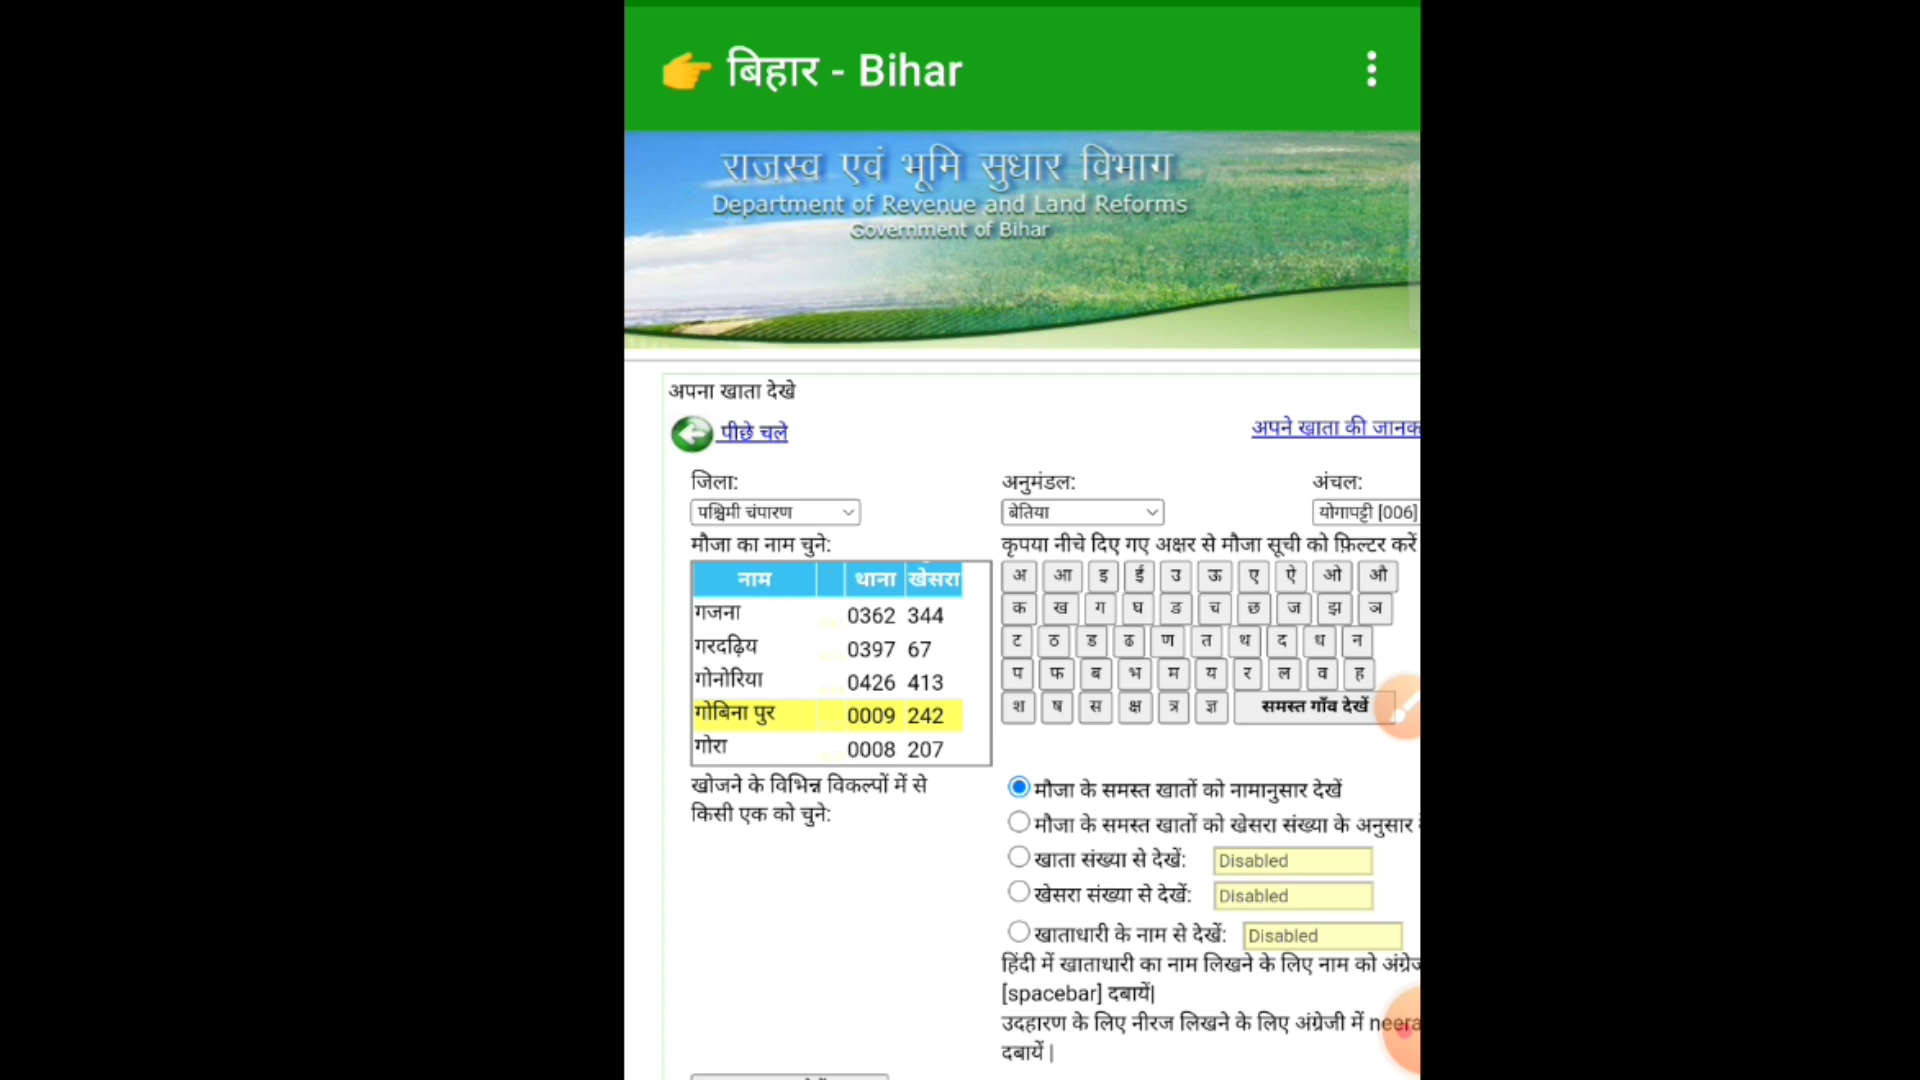 👉 बिहार - Bihar
राजस्व एवं भूमि सुधार विभाग
Department of Revenue and Land Reforms
Government of Bihar
अपना खाता देखे
पीछे चले
अपने खाता की जानक
जिला: अनुमंडल: अंचल:
पश्चिमी चंपारण बेतिया योगापट्टी [006]
मौजा का नाम चुने: कृपया नीचे दिए गए अक्षर से मौजा सूची को फ़िल्टर करें
नाम थाना खेसरा
गजना 0362 344
गरदढ़िय 0397 67
गोनोरिया 0426 413
गोबिना पुर 0009 242
गोरा 0008 207
अ आ इ ई उ ऊ ए ऐ ओ औ
क ख ग घ ङ च छ ज झ ञ
ट ठ ड ढ ण त थ द ध न
प फ ब भ म य र ल व ह
श ष स क्ष त्र ज्ञ समस्त गाँव देखें
खोजने के विभिन्न विकल्पों में से
किसी एक को चुने:
मौजा के समस्त खातों को नामानुसार देखें
मौजा के समस्त खातों को खेसरा संख्या के अनुसार
खाता संख्या से देखें: Disabled
खेसरा संख्या से देखें: Disabled
खाताधारी के नाम से देखें: Disabled
हिंदी में खाताधारी का नाम लिखने के लिए नाम को अंग्रेज
[spacebar] दबायें|
उदहारण के लिए नीरज लिखने के लिए अंग्रेजी में neera
दबायें |